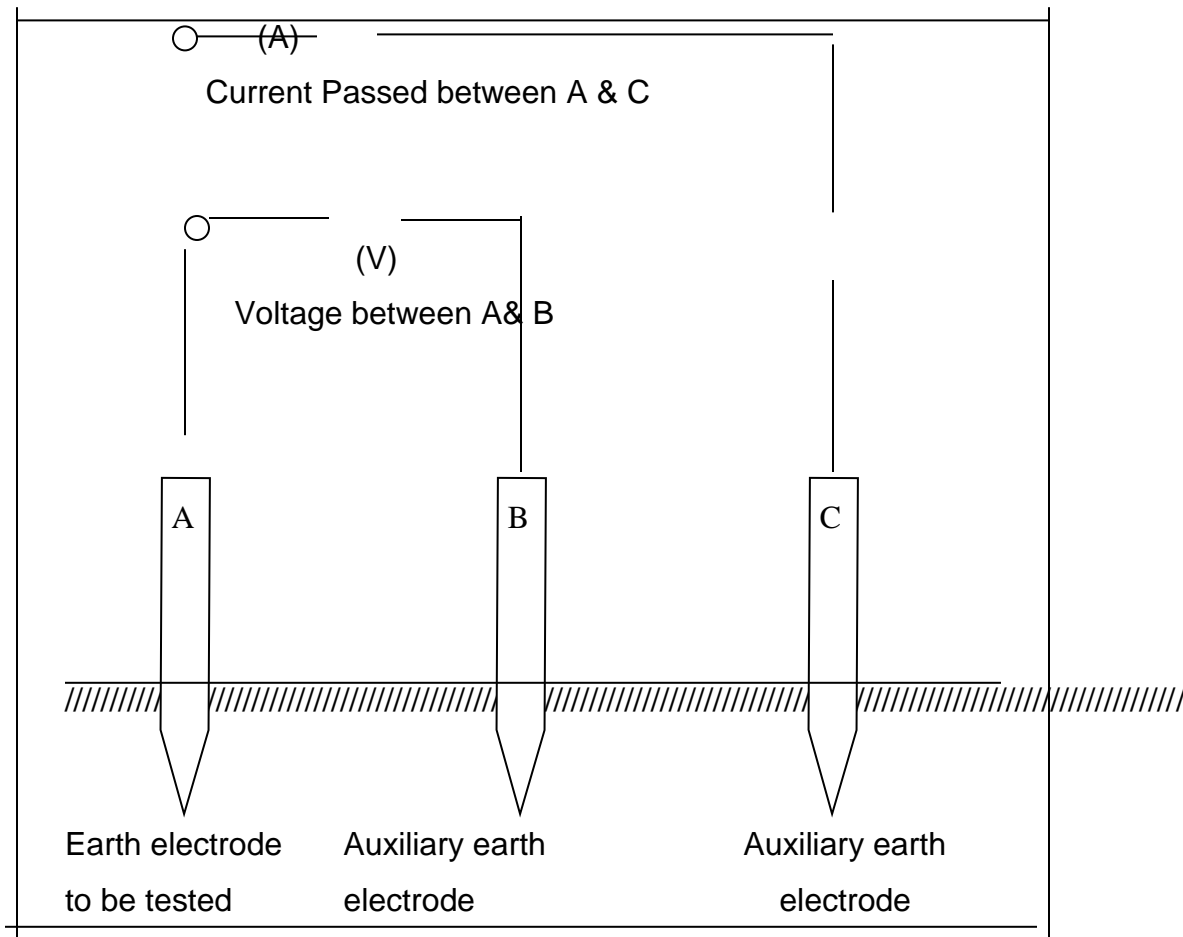 (A)
Current Passed between A & C
(V)
Voltage between A& B
A
B
C
Earth electrode
to be tested
Auxiliary earth
electrode
Auxiliary earth
electrode